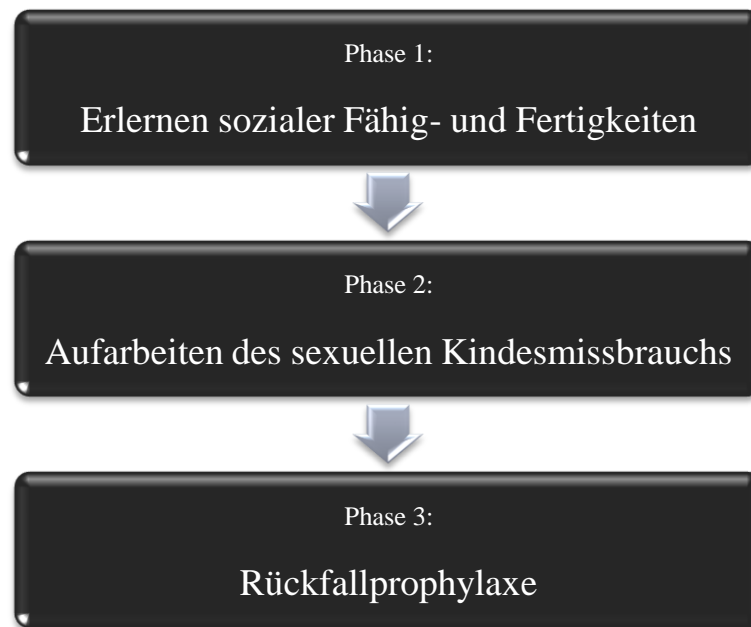 Phase 1:
Erlernen sozialer Fähig- und Fertigkeiten
Phase 2:
Aufarbeiten des sexuellen Kindesmissbrauchs
Phase 3:
Rückfallprophylaxe